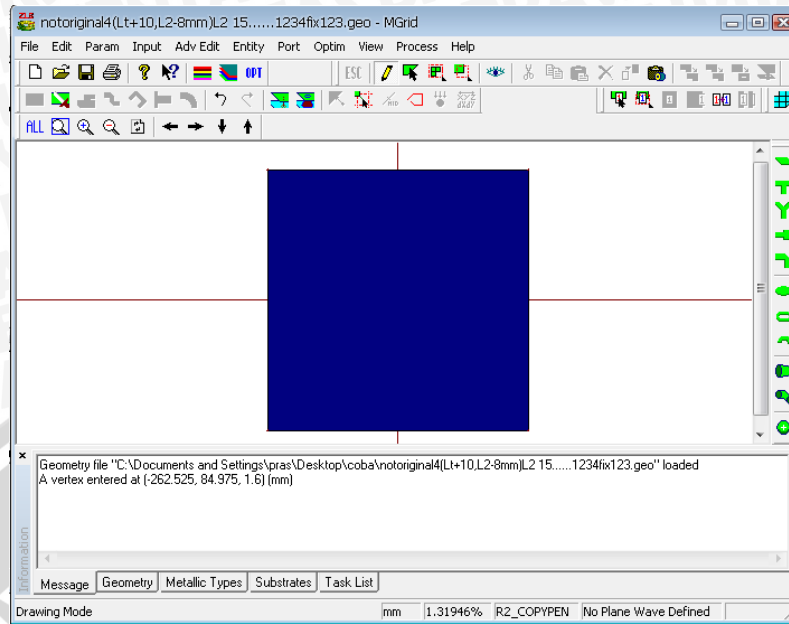 notoriginal4(Lt+10,L2-8mm)L2 15......1234fix123.geo - MGrid
File Edit Param Input Adv Edit Entity Port Optim View Process Help
OPT ESC
ALL
Geometry file "C:\Documents and Settings\pras\Desktop\coba\notoriginal4(Lt+10,L2-8mm)L2 15......1234fix123.geo" loaded
A vertex entered at (-262.525, 84.975, 1.6) (mm)
Information
Message Geometry Metallic Types Substrates Task List
Drawing Mode mm 1.31946% R2_COPYPEN No Plane Wave Defined